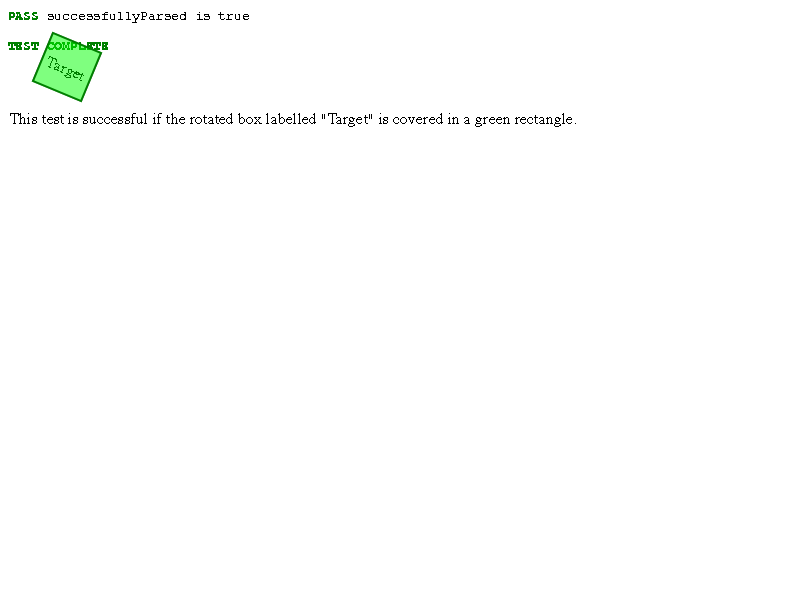 PASS successfullyParsed is true
TEST COMPLETE
Target
This test is successful if the rotated box labelled "Target" is covered in a green rectangle.